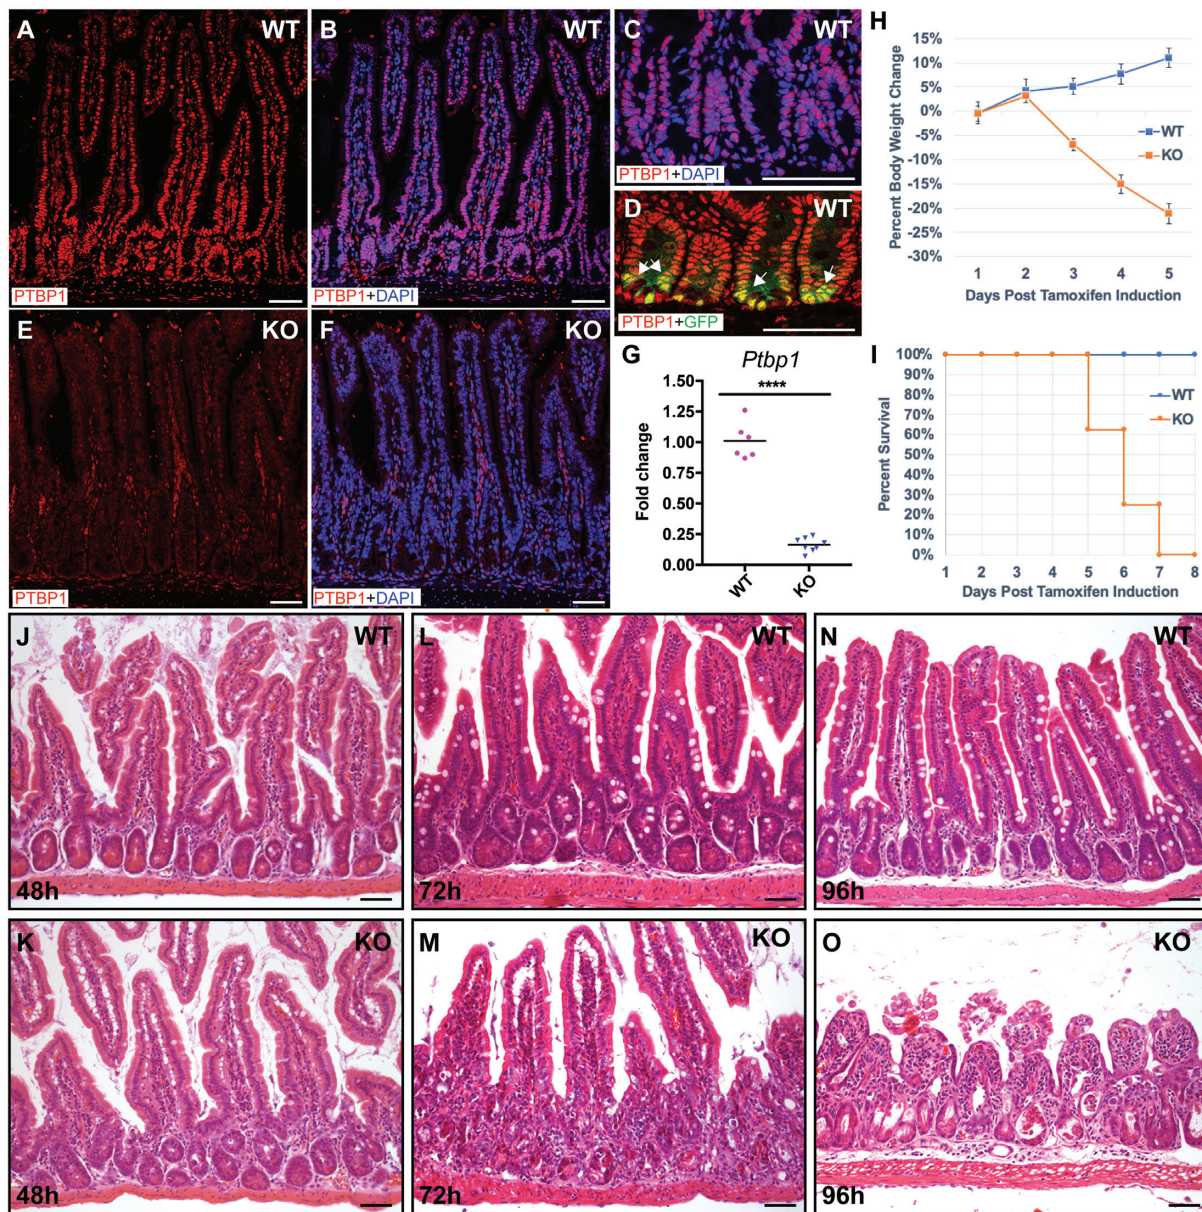 A
WT
PTBP1
B
WT
PTBP1+DAPI
C
WT
PTBP1+DAPI
D
WT
PTBP1+GFP
E
KO
PTBP1
F
KO
PTBP1+DAPI
G
Ptbp1
****
1.50
1.25
1.00
0.75
0.50
0.25
0.00
Fold change
WT
KO
H
15%
10%
5%
0%
-5%
-10%
-15%
-20%
-25%
-30%
Percent Body Weight Change
WT
KO
1 2 3 4 5
Days Post Tamoxifen Induction
I
100%
90%
80%
70%
60%
50%
40%
30%
20%
10%
0%
Percent Survival
WT
KO
1 2 3 4 5 6 7 8
Days Post Tamoxifen Induction
J
WT
48h
L
WT
72h
N
WT
96h
K
KO
48h
M
KO
72h
O
KO
96h